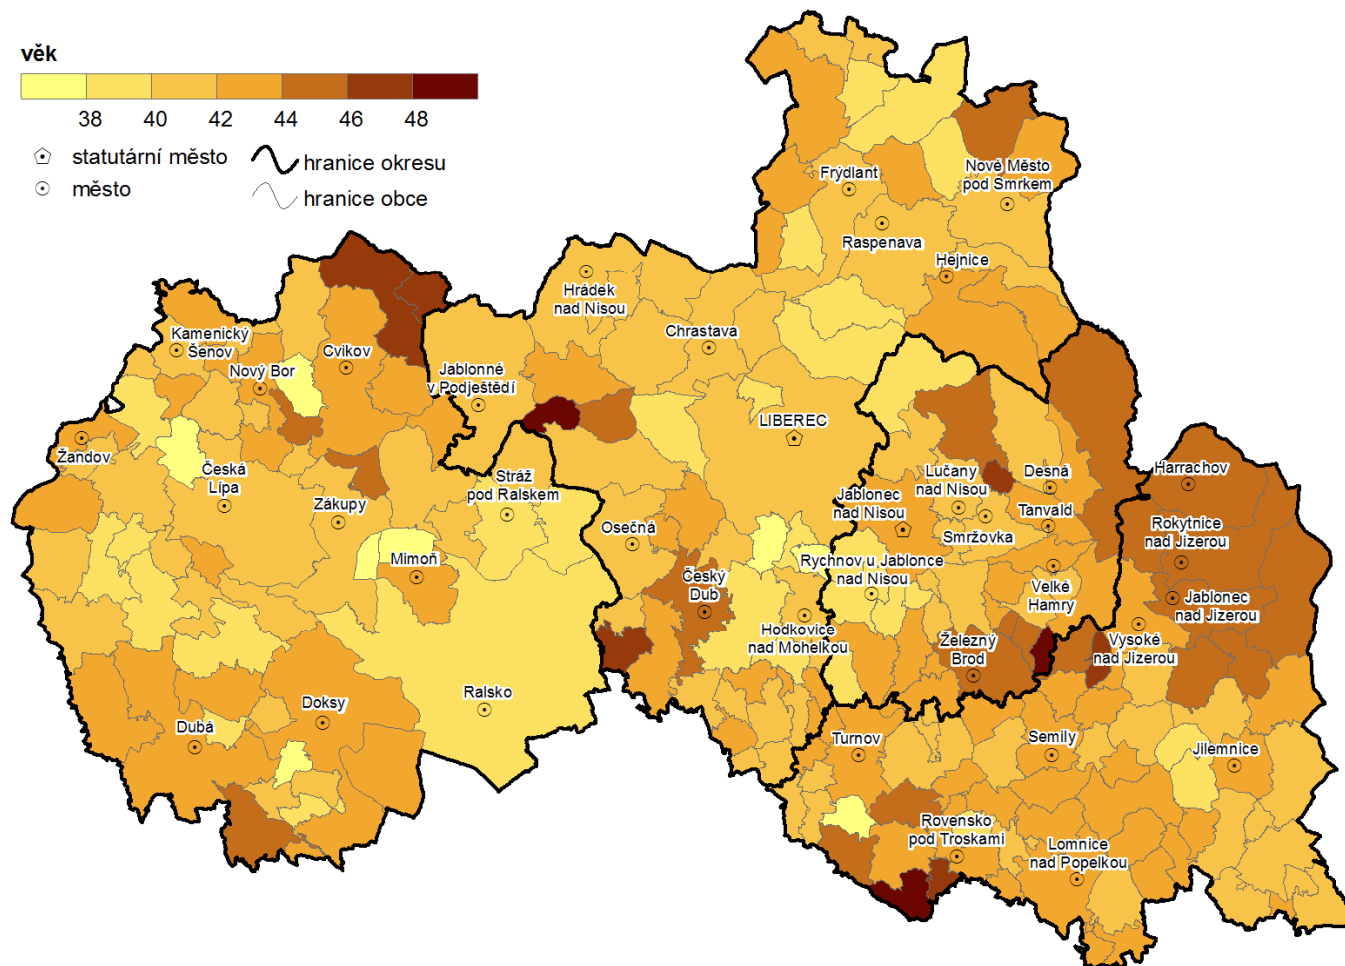 věk
38 40 42 44 46 48
statutární město
hranice okresu
město
hranice obce
Frýdlant
Nové Město
pod Smrkem
Raspenava
Hejnice
Hrádek
nad Nisou
Chrastava
Kamenický
Šenov
Nový Bor
Cvikov
Jablonné
v Podještědí
LIBEREC
Žandov
Česká
Lípa
Zákupy
Stráž
pod Ralskem
Mimoň
Osečná
Český
Dub
Jablonec
nad Nisou
Lučany
nad Nisou
Smržovka
Desná
Tanvald
Harrachov
Rokytnice
nad Jizerou
Rychnov u Jablonce
nad Nisou
Velké
Hamry
Jablonec
nad Jizerou
Hodkovice
nad Mohelkou
Železný
Brod
Vysoké
nad Jizerou
Ralsko
Doksy
Dubá
Turnov
Semily
Jilemnice
Rovensko
pod Troskami
Lomnice
nad Popelkou